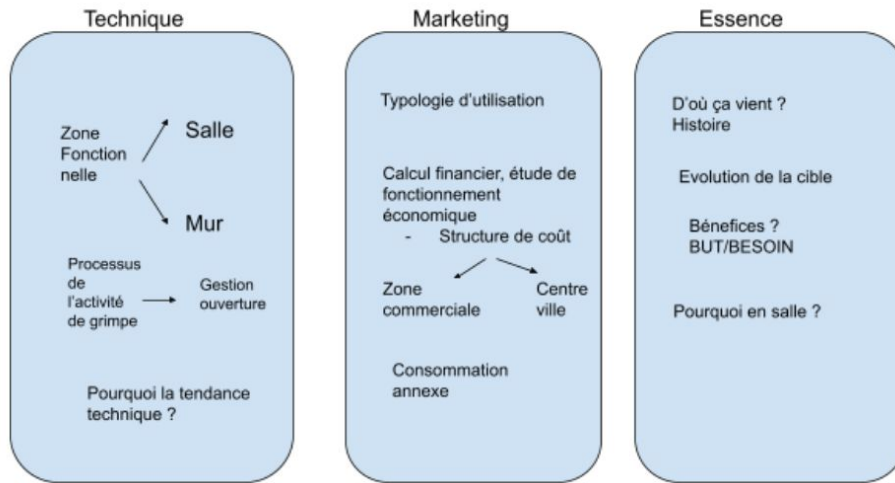 Technique
Zone
Fonction
nelle
Salle
Mur
Processus
de
l'activité
de grimpe
Gestion
ouverture
Pourquoi la tendance
technique ?
Marketing
Typologie d'utilisation
Calcul financier, étude de
fonctionnement
économique
- Structure de coût
Zone
commerciale
Centre
ville
Consommation
annexe
Essence
D'où ça vient ?
Histoire
Evolution de la cible
Bénefices ?
BUT/BESOIN
Pourquoi en salle ?